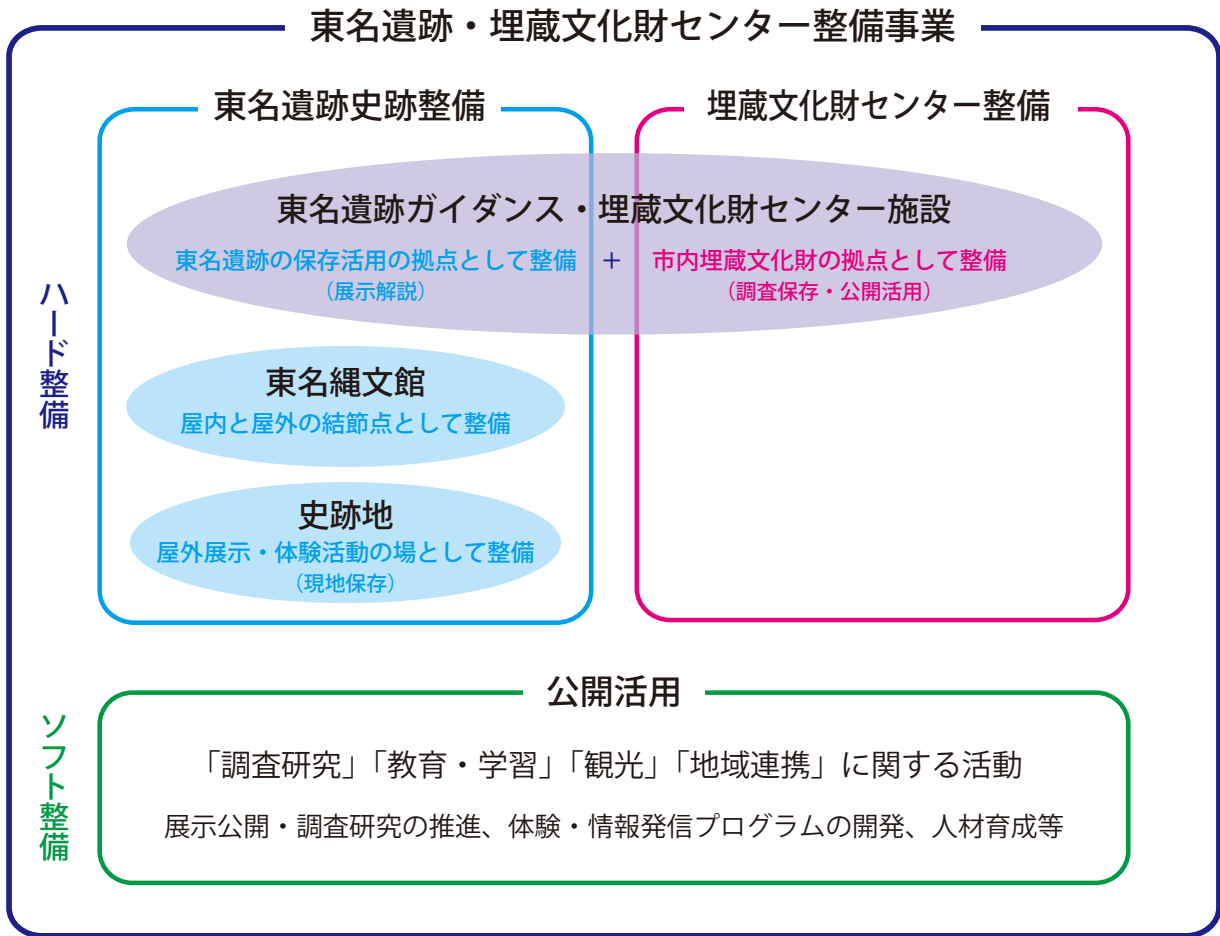 東名遺跡・埋蔵文化財センター整備事業
東名遺跡史跡整備
埋蔵文化財センター整備
東名遺跡ガイダンス・埋蔵文化財センター施設
東名遺跡の保存活用の拠点として整備 + 市内埋蔵文化財の拠点として整備
（展示解説）
（調査保存・公開活用）
ハード整備
東名縄文館
屋内と屋外の結節点として整備
史跡地
屋外展示・体験活動の場として整備
（現地保存）
ソフト整備
公開活用
「調査研究」「教育・学習」「観光」「地域連携」に関する活動
展示公開・調査研究の推進、体験・情報発信プログラムの開発、人材育成等